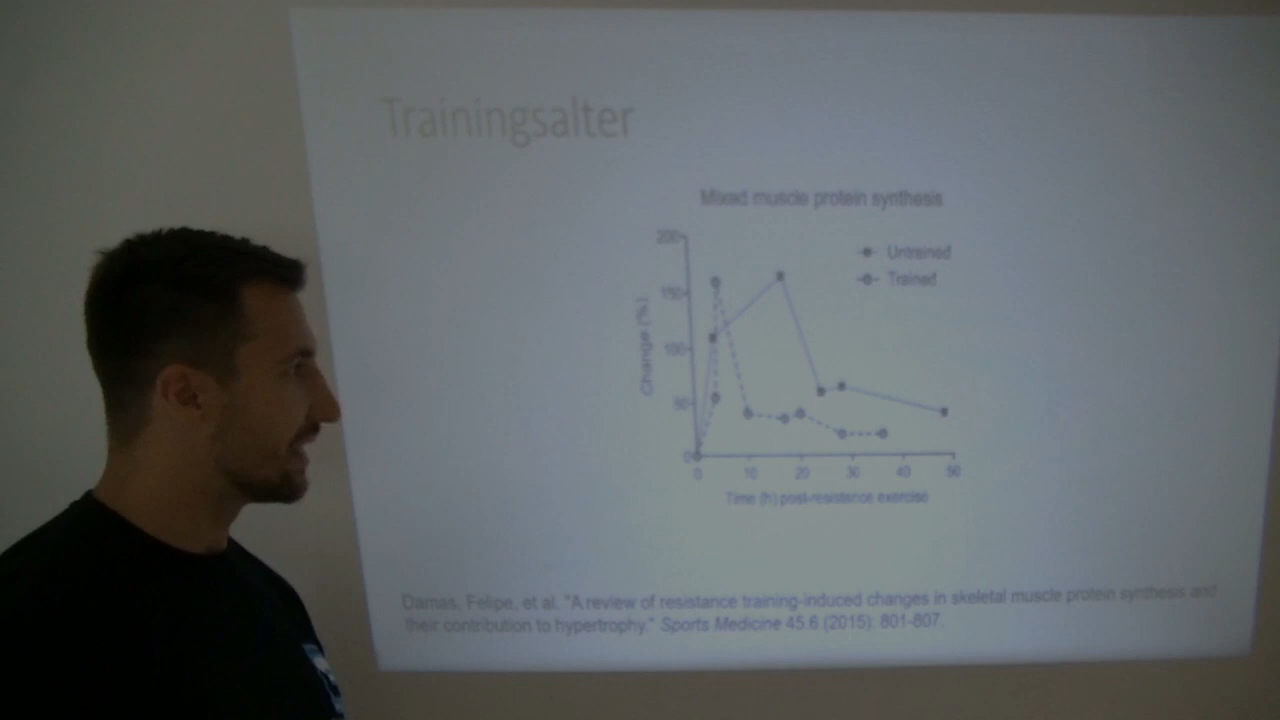 Trainingsalter
Mixed muscle protein synthesis
200
Untrained
Trained
150
Change (%)
100
50
0
0 10 20 30 40 50
Time (h) post-resistence exercise
Damas, Felipe, et al. "A review of resistance training-induced changes in skeletal muscle protein synthesis and
their contribution to hypertrophy." Sports Medicine 45.6 (2015): 801-807.